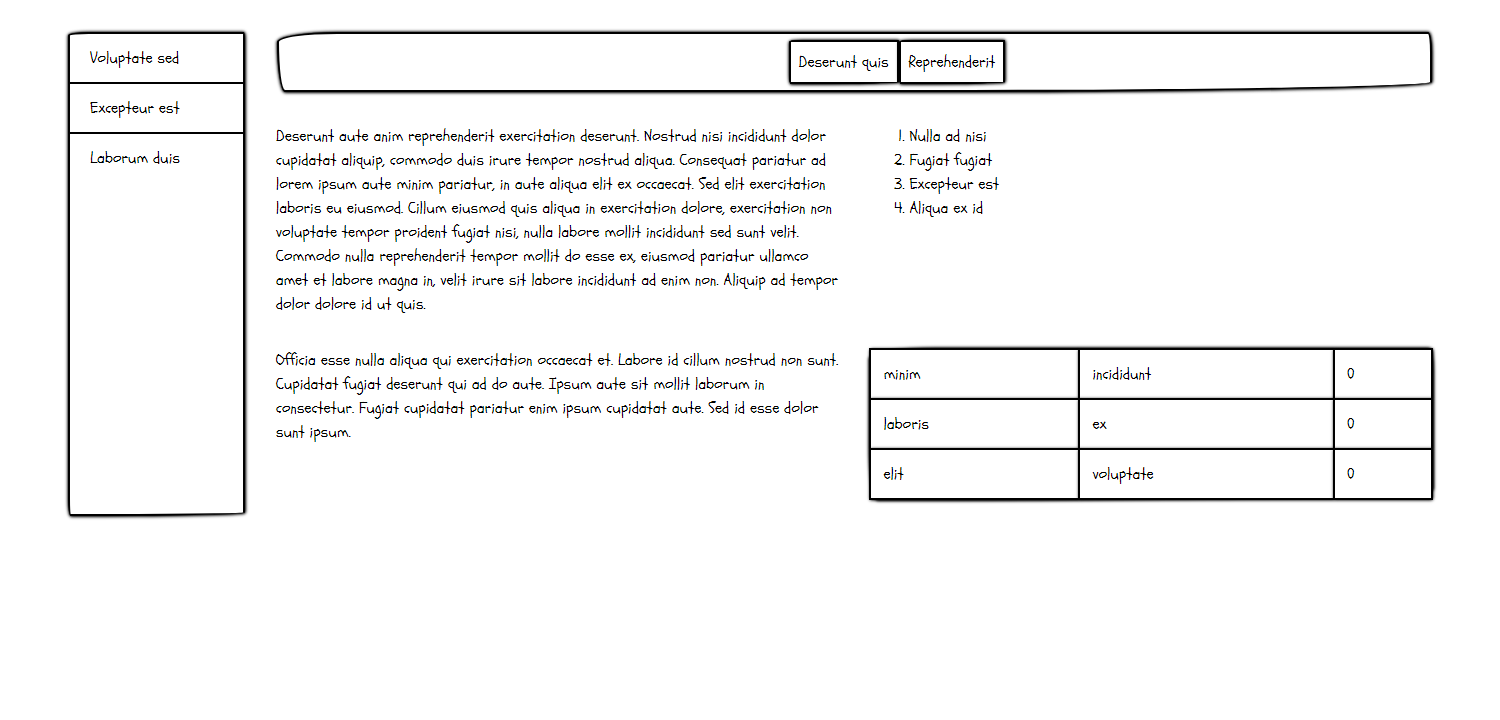 Voluptate sed
Excepteur est
Laborum duis
Deserunt quis
Reprehenderit
Deserunt aute anim reprehenderit exercitation deserunt. Nostrud nisi incididunt dolor
cupidatat aliquip, commodo duis irure tempor nostrud aliqua. Consequat pariatur ad
lorem ipsum aute minim pariatur, in aute aliqua elit ex occaecat. Sed elit exercitation
laboris eu eiusmod. Cillum eiusmod quis aliqua in exercitation dolore, exercitation non
voluptate tempor proident fugiat nisi, nulla labore mollit incididunt sed sunt velit.
Commodo nulla reprehenderit tempor mollit do esse ex, eiusmod pariatur ullamco
amet et labore magna in, velit irure sit labore incididunt ad enim non. Aliquip ad tempor
dolor dolore id ut quis.
1. Nulla ad nisi
2. Fugiat fugiat
3. Excepteur est
4. Aliqua ex id
Officia esse nulla aliqua qui exercitation occaecat et. Labore id cillum nostrud non sunt.
Cupidatat fugiat deserunt qui ad do aute. Ipsum aute sit mollit laborum in
consectetur. Fugiat cupidatat pariatur enim ipsum cupidatat aute. Sed id esse dolor
sunt ipsum.
minim incididunt 0
laboris ex 0
elit voluptate 0